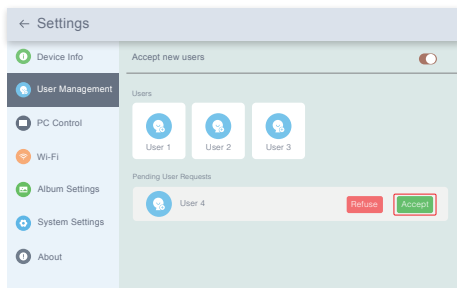 ← Settings
Device Info
User Management
PC Control
Wi-Fi
Album Settings
System Settings
About
Accept new users
Users
User 1
User 2
User 3
Pending User Requests
User 4
Refuse
Accept